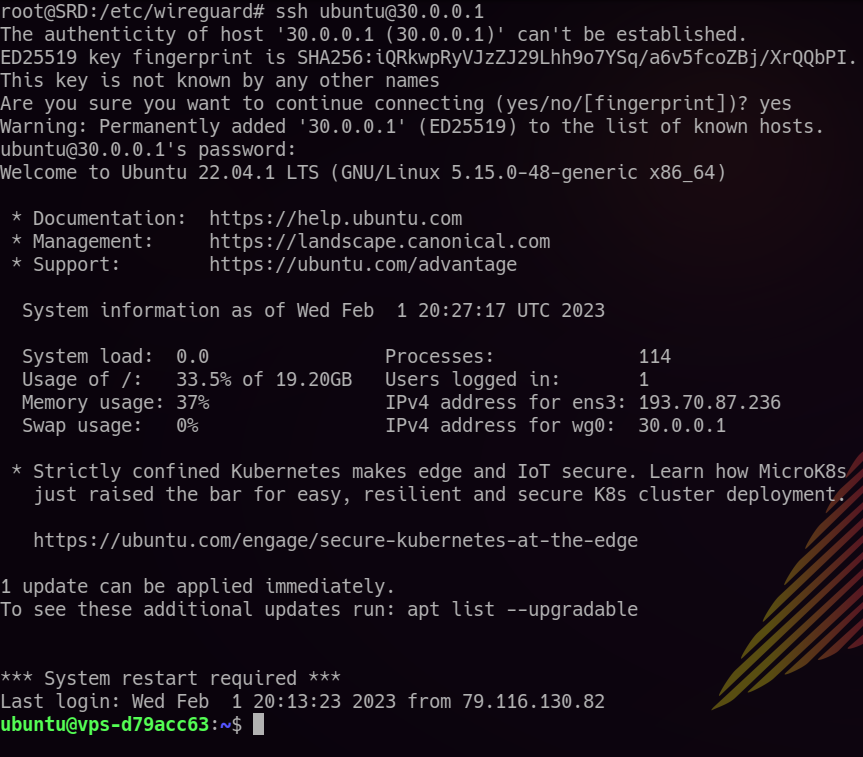 root@SRD:/etc/wireguard# ssh ubuntu@30.0.0.1
The authenticity of host '30.0.0.1 (30.0.0.1)' can't be established.
ED25519 key fingerprint is SHA256:iQRkwpRyVJzZJ29Lhh9o7YSq/a6v5fcoZBj/XrQQbPI.
This key is not known by any other names
Are you sure you want to continue connecting (yes/no/[fingerprint])? yes
Warning: Permanently added '30.0.0.1' (ED25519) to the list of known hosts.
ubuntu@30.0.0.1's password:
Welcome to Ubuntu 22.04.1 LTS (GNU/Linux 5.15.0-48-generic x86_64)

 * Documentation:  https://help.ubuntu.com
 * Management:     https://landscape.canonical.com
 * Support:        https://ubuntu.com/advantage

  System information as of Wed Feb  1 20:27:17 UTC 2023

  System load:  0.0                Processes:             114
  Usage of /:   33.5% of 19.20GB   Users logged in:       1
  Memory usage: 37%                IPv4 address for ens3: 193.70.87.236
  Swap usage:   0%                 IPv4 address for wg0:  30.0.0.1

 * Strictly confined Kubernetes makes edge and IoT secure. Learn how MicroK8s
   just raised the bar for easy, resilient and secure K8s cluster deployment.

   https://ubuntu.com/engage/secure-kubernetes-at-the-edge

1 update can be applied immediately.
To see these additional updates run: apt list --upgradable


*** System restart required ***
Last login: Wed Feb  1 20:13:23 2023 from 79.116.130.82
ubuntu@vps-d79acc63:~$